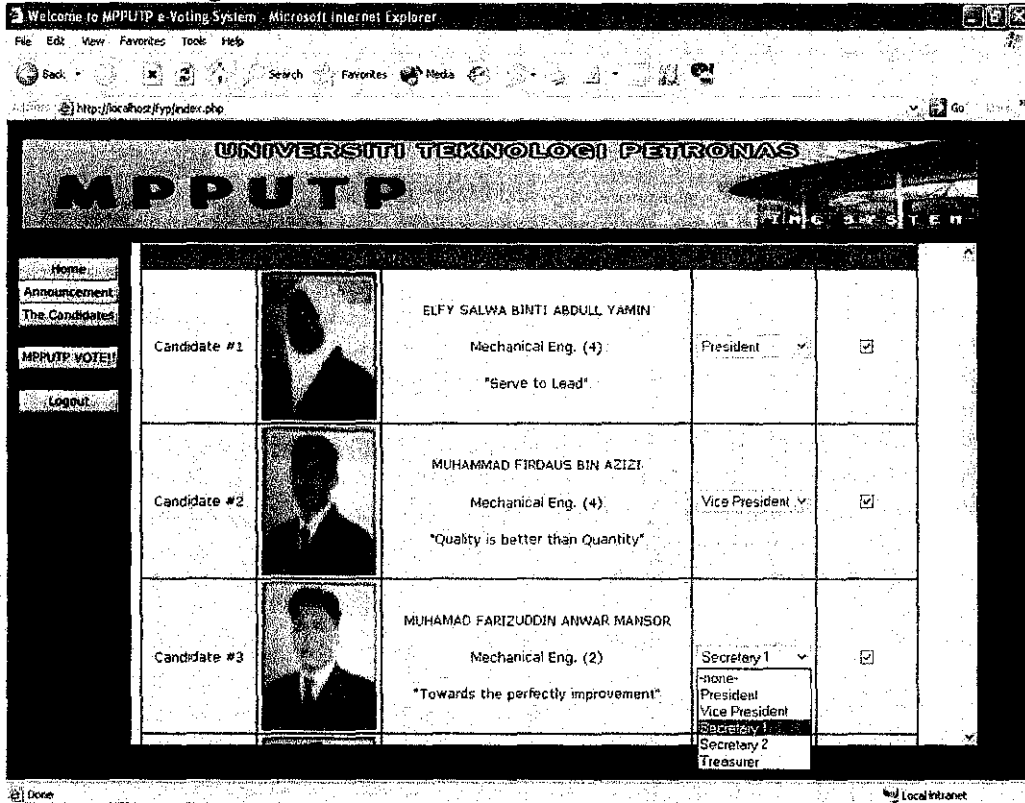 Welcome to MPPUTP e-Voting System - Microsoft Internet Explorer
File Edit View Favorites Tools Help
Back Search Favorites Media
http://localhost/fyp/index.php Go
UNIVERSITI TEKNOLOGI PETRONAS
MPPUTP
VOTING SYSTEM
Home
Announcement
The Candidates
MPPUTP VOTE!!
Logout
Candidate #1
ELFY SALWA BINTI ABDULL YAMIN
Mechanical Eng. (4)
"Serve to Lead"
President
Candidate #2
MUHAMMAD FIRDAUS BIN AZIZI
Mechanical Eng. (4)
"Quality is better than Quantity"
Vice President
Candidate #3
MUHAMAD FARIZUDDIN ANWAR MANSOR
Mechanical Eng. (2)
"Towards the perfectly improvement"
Secretary 1
-none-
President
Vice President
Secretary 1
Secretary 2
Treasurer
Done Local intranet